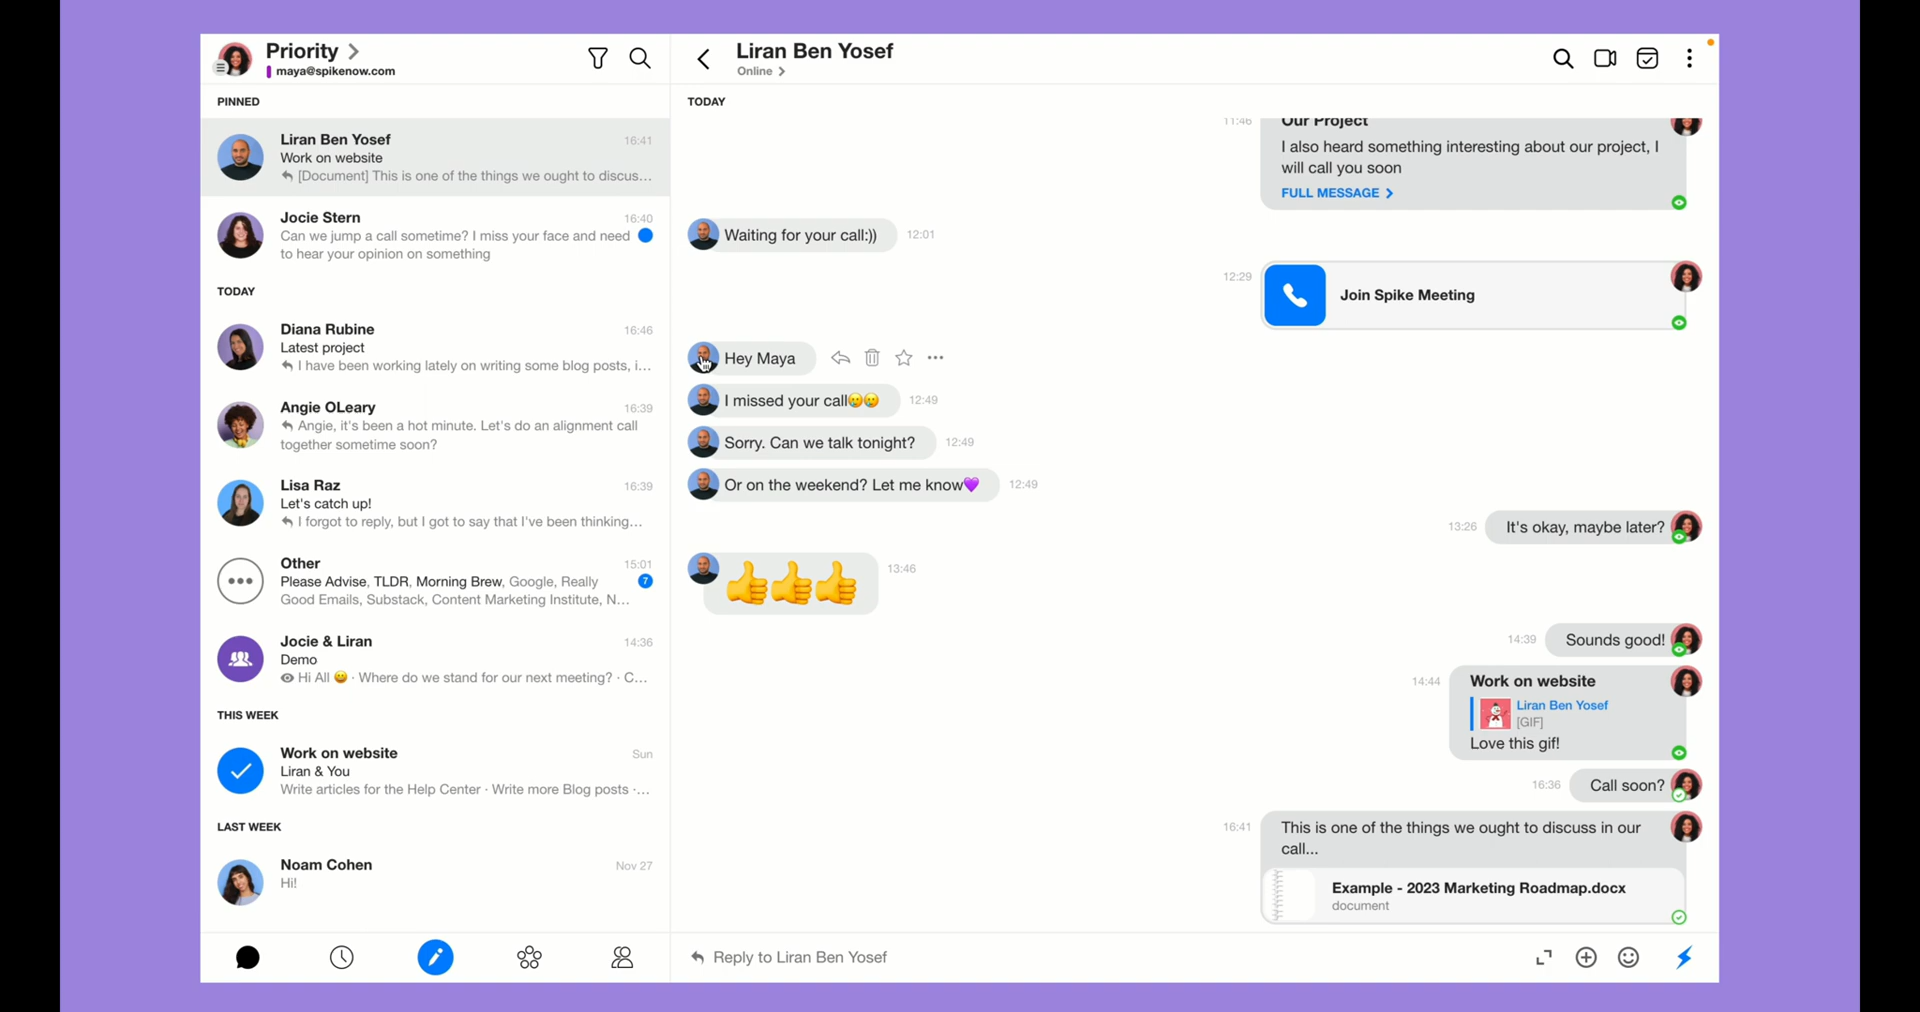 Priority
maya@spikenow.com
PINNED
Liran Ben Yosef 16:41
Work on website
[Document] This is one of the things we ought to discus...
Jocie Stern 16:40
Can we jump a call sometime? I miss your face and need
to hear your opinion on something
TODAY
Diana Rubine 16:46
Latest project
I have been working lately on writing some blog posts, i...
Angie OLeary 16:39
Angie, it's been a hot minute. Let's do an alignment call
together sometime soon?
Lisa Raz 16:39
Let's catch up!
I forgot to reply, but I got to say that I've been thinking...
Other 15:01
Please Advise, TLDR, Morning Brew, Google, Really 7
Good Emails, Substack, Content Marketing Institute, N...
Jocie & Liran 14:36
Demo
Hi All 😀 · Where do we stand for our next meeting? · C...
THIS WEEK
Work on website Sun
Liran & You
Write articles for the Help Center · Write more Blog posts ·...
LAST WEEK
Noam Cohen Nov 27
Hi!
Liran Ben Yosef
Online
TODAY
11:46 Our Project
I also heard something interesting about our project, I
will call you soon
FULL MESSAGE
Waiting for your call:)) 12:01
12:29 Join Spike Meeting
Hey Maya
I missed your call😢😢 12:49
Sorry. Can we talk tonight? 12:49
Or on the weekend? Let me know💜 12:49
13:26 It's okay, maybe later?
👍👍👍 13:46
14:39 Sounds good!
14:44 Work on website
Liran Ben Yosef
[GIF]
Love this gif!
16:36 Call soon?
16:41 This is one of the things we ought to discuss in our
call...
Example - 2023 Marketing Roadmap.docx
document
Reply to Liran Ben Yosef